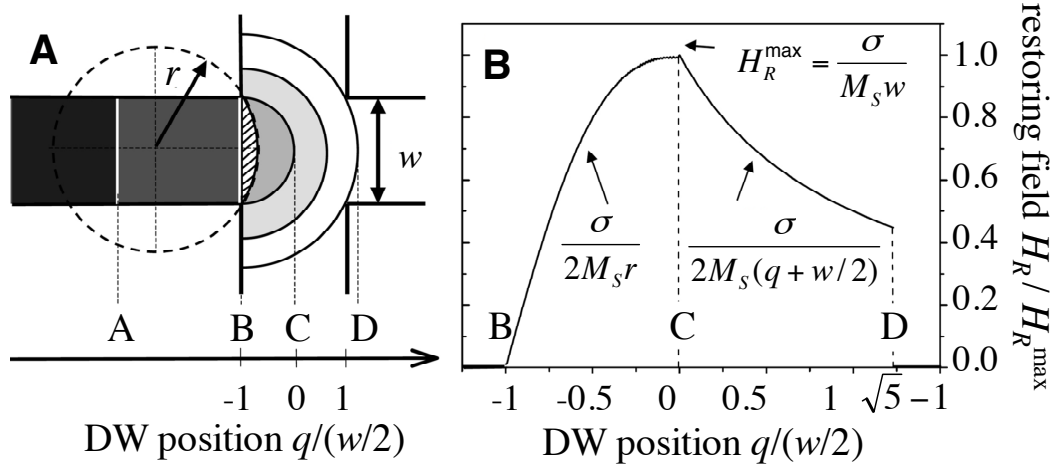 A
r
w
A B C D
-1 0 1
DW position q/(w/2)
B
H_R^max = σ / M_S w
σ / 2M_S r
σ / 2M_S(q + w/2)
B C D
1.0
0.8
0.6
0.4
0.2
0.0
restoring field H_R / H_R^max
-1 -0.5 0 0.5 1 √5 −1
DW position q/(w/2)